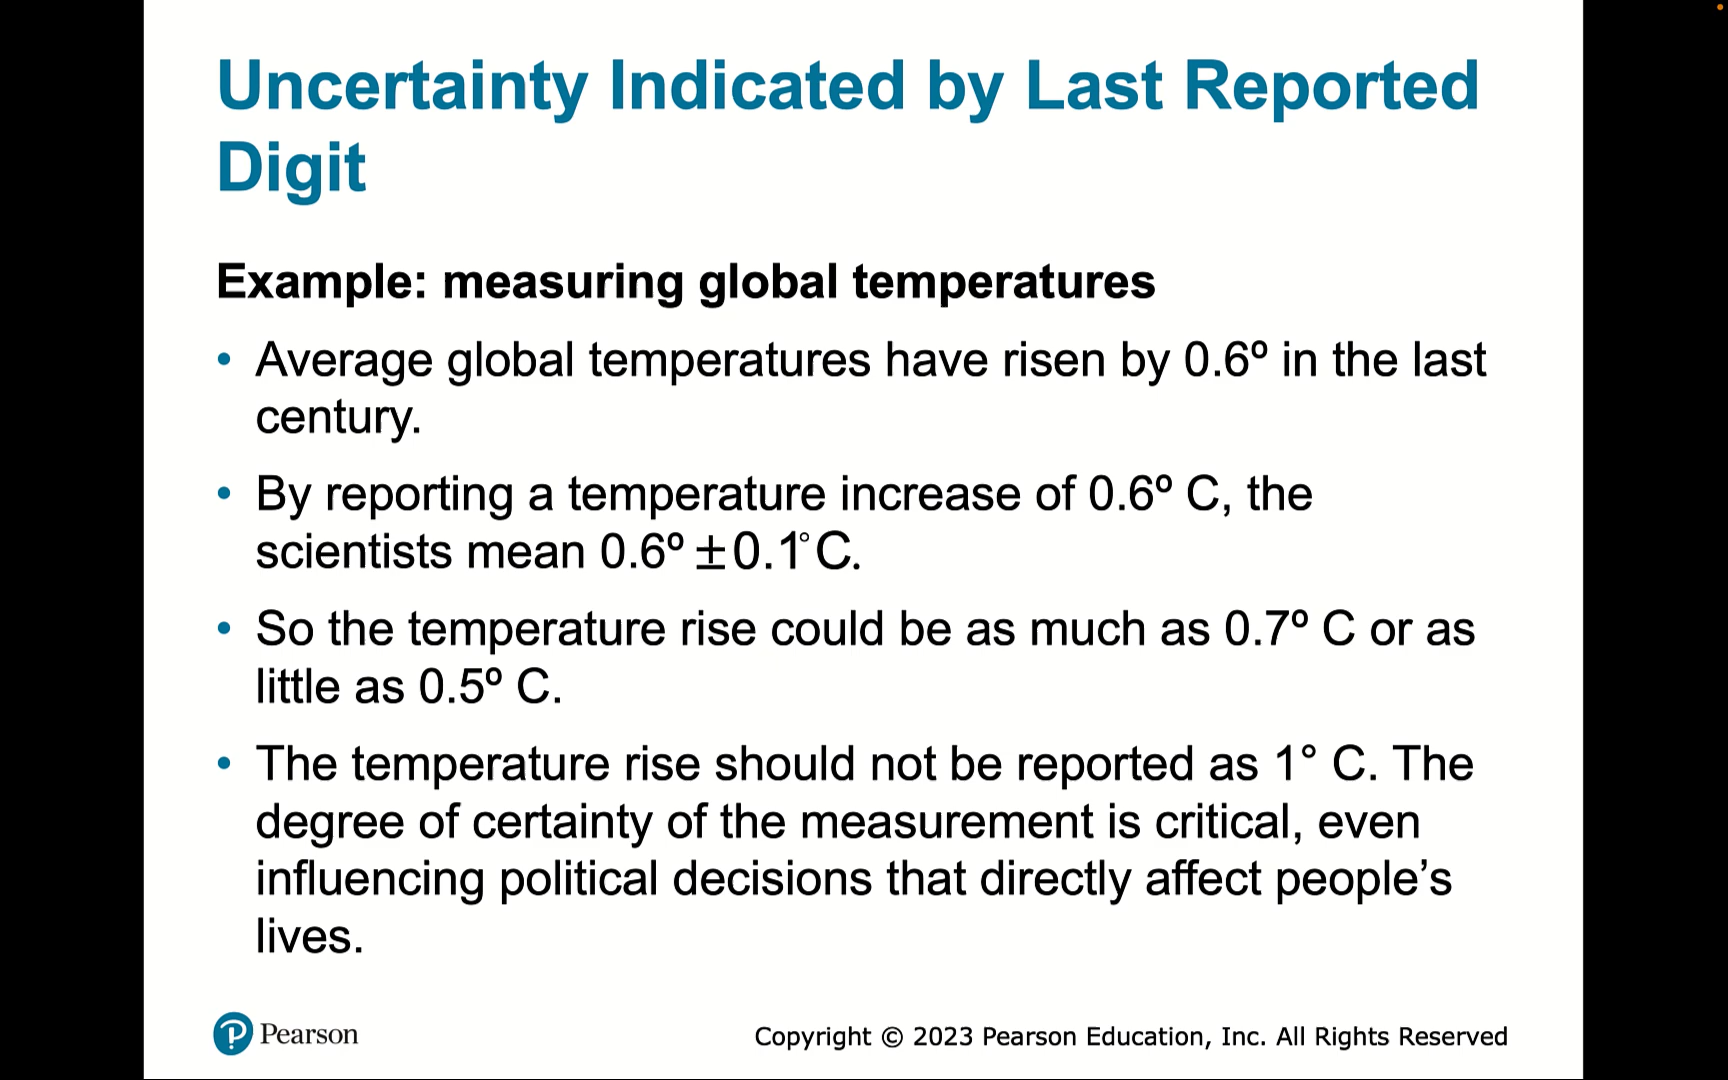 Uncertainty Indicated by Last Reported
Digit
Example: measuring global temperatures
• Average global temperatures have risen by 0.6º in the last
century.
• By reporting a temperature increase of 0.6º C, the
scientists mean 0.6º ±0.1°C.
• So the temperature rise could be as much as 0.7º C or as
little as 0.5º C.
• The temperature rise should not be reported as 1° C. The
degree of certainty of the measurement is critical, even
influencing political decisions that directly affect people’s
lives.
Pearson
Copyright © 2023 Pearson Education, Inc. All Rights Reserved